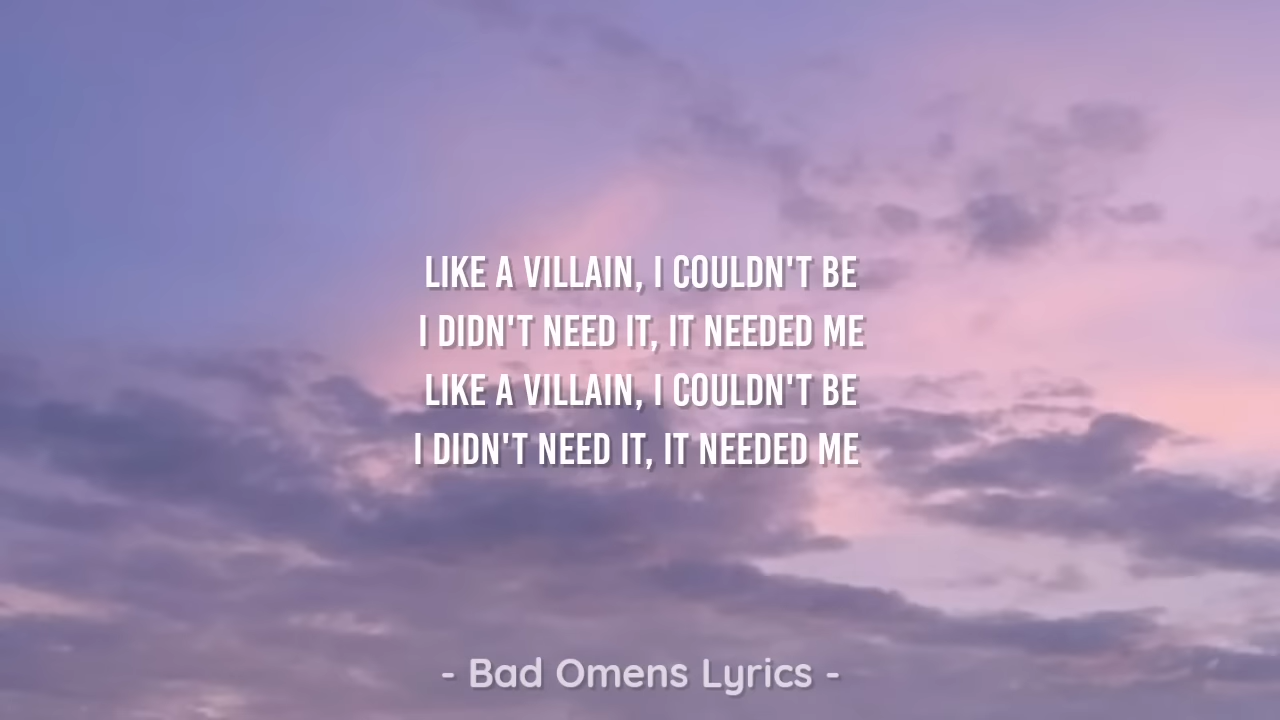 LIKE A VILLAIN, I COULDN'T BE
I DIDN'T NEED IT, IT NEEDED ME
LIKE A VILLAIN, I COULDN'T BE
I DIDN'T NEED IT, IT NEEDED ME
- Bad Omens Lyrics -